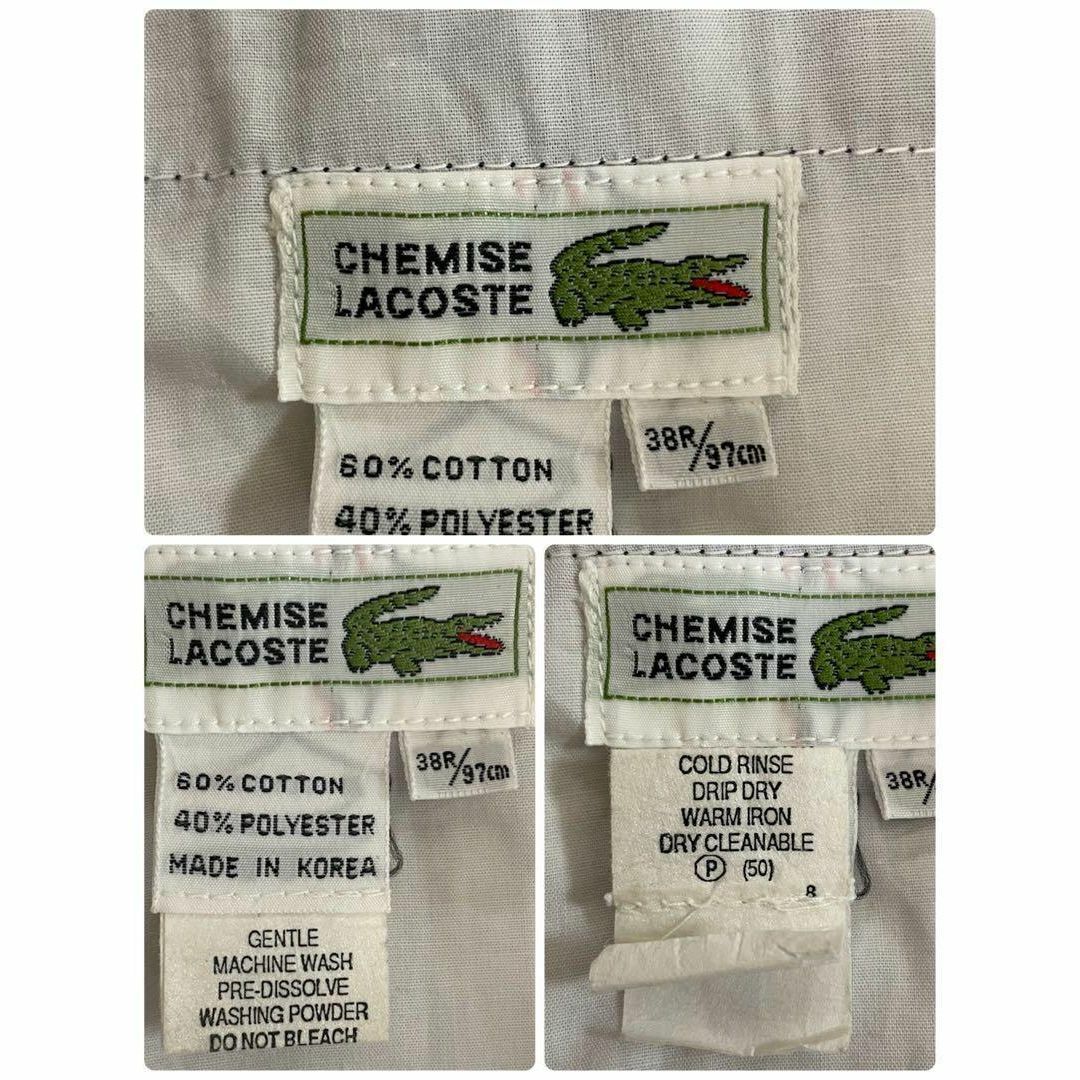 CHEMISE
LACOSTE
60% COTTON
40% POLYESTER
38R/97cm
CHEMISE
LACOSTE
60% COTTON
40% POLYESTER
MADE IN KOREA
38R/97cm
GENTLE
MACHINE WASH
PRE-DISSOLVE
WASHING POWDER
DO NOT BLEACH
CHEMISE
LACOSTE
COLD RINSE
DRIP DRY
WARM IRON
DRY CLEANABLE
Ⓟ (50)
8
38R/